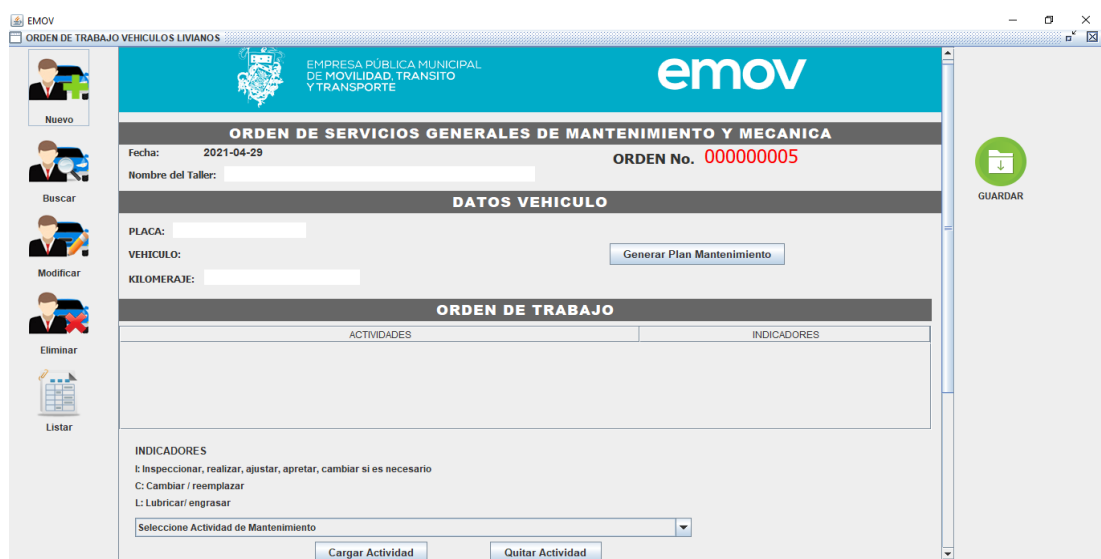 EMOV
ORDEN DE TRABAJO VEHICULOS LIVIANOS
Nuevo
Buscar
Modificar
Eliminar
Listar
EMPRESA PÚBLICA MUNICIPAL
DE MOVILIDAD, TRANSITO
Y TRANSPORTE
emov
ORDEN DE SERVICIOS GENERALES DE MANTENIMIENTO Y MECANICA
Fecha: 2021-04-29
ORDEN No. 000000005
Nombre del Taller:
DATOS VEHICULO
PLACA:
VEHICULO:
Generar Plan Mantenimiento
KILOMERAJE:
ORDEN DE TRABAJO
ACTIVIDADES INDICADORES
INDICADORES
I: Inspeccionar, realizar, ajustar, apretar, cambiar si es necesario
C: Cambiar / reemplazar
L: Lubricar/ engrasar
Seleccione Actividad de Mantenimiento
Cargar Actividad Quitar Actividad
GUARDAR